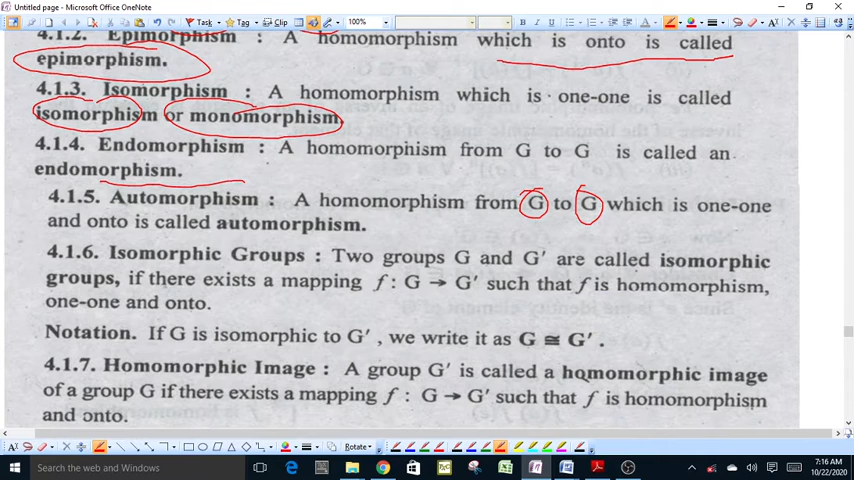 Untitled page - Microsoft OneNote
Task
Tag
Clip
100%
4.1.2. Epimorphism : A homomorphism which is onto is called
epimorphism.
4.1.3. Isomorphism : A homomorphism which is one-one is called
isomorphism or monomorphism.
4.1.4. Endomorphism : A homomorphism from G to G is called an
endomorphism.
4.1.5. Automorphism : A homomorphism from G to G which is one-one
and onto is called automorphism.
4.1.6. Isomorphic Groups : Two groups G and G′ are called isomorphic
groups, if there exists a mapping f : G → G′ such that f is homomorphism,
one-one and onto.
Notation. If G is isomorphic to G′ , we write it as G ≅ G′ .
4.1.7. Homomorphic Image : A group G′ is called a homomorphic image
of a group G if there exists a mapping f : G → G′ such that f is homomorphism
and onto.
Rotate
Search the web and Windows
7:16 AM
10/22/2020